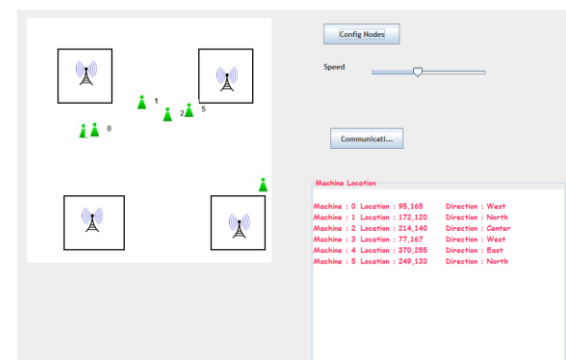 Config Nodes
Speed
1
2
5
0
Communicati...
Machine Location
Machine : 0 Location : 95,165 Direction : West
Machine : 1 Location : 172,120 Direction : North
Machine : 2 Location : 214,140 Direction : Center
Machine : 3 Location : 77,167 Direction : West
Machine : 4 Location : 370,255 Direction : East
Machine : 5 Location : 249,133 Direction : North